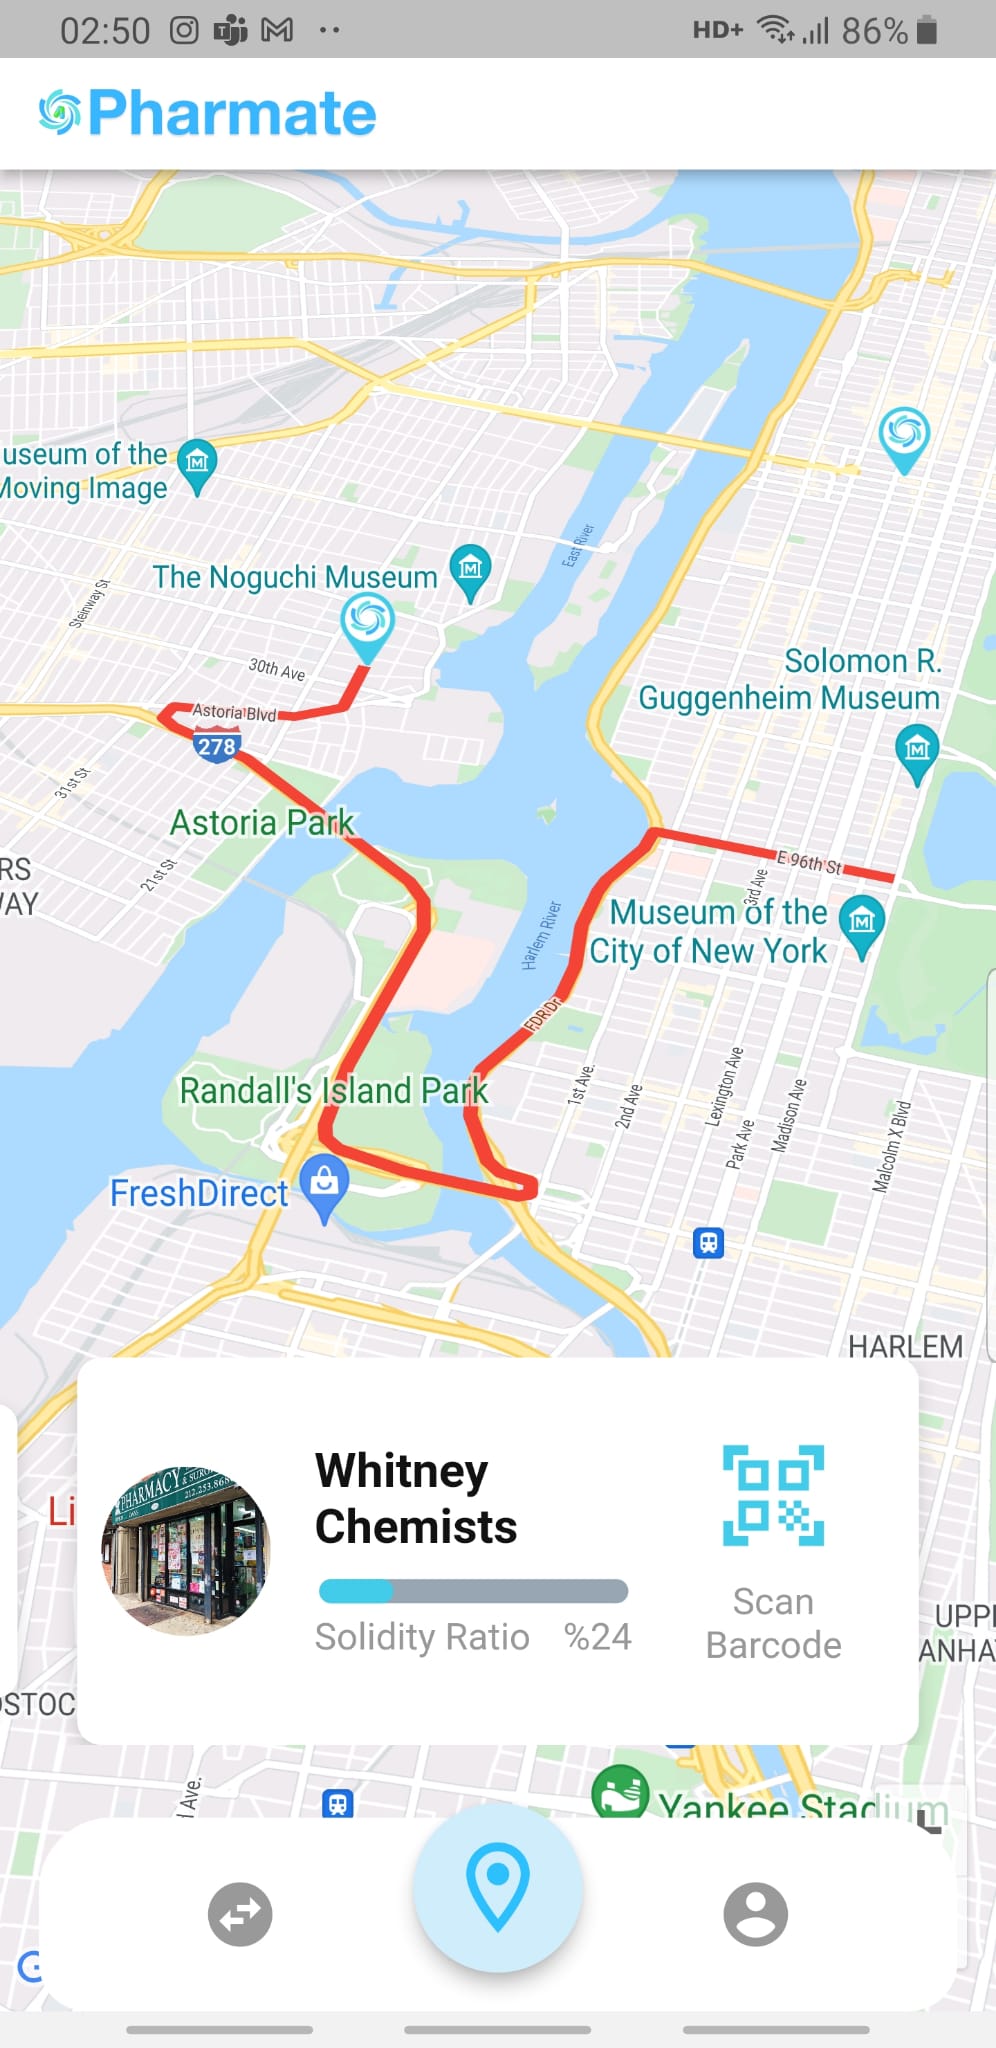 02:50
HD+ 86%
Pharmate
useum of the
Moving Image
The Noguchi Museum
East River
Steinway St
30th Ave
Solomon R.
Guggenheim Museum
Astoria Blvd
278
31st St
Astoria Park
21st St
RS
WAY
E 96th St
3rd Ave
Museum of the
City of New York
Harlem River
FDR Dr
Randall's Island Park
1st Ave.
2nd Ave
Lexington Ave
Park Ave
Madison Ave
Malcolm X Blvd
FreshDirect
HARLEM
Whitney
Chemists
PHARMACY & SURG
212.253.868
Li
Solidity Ratio %24
Scan
Barcode
UPPE
ANHA
OSTOC
l Ave.
Yankee Stadium
G